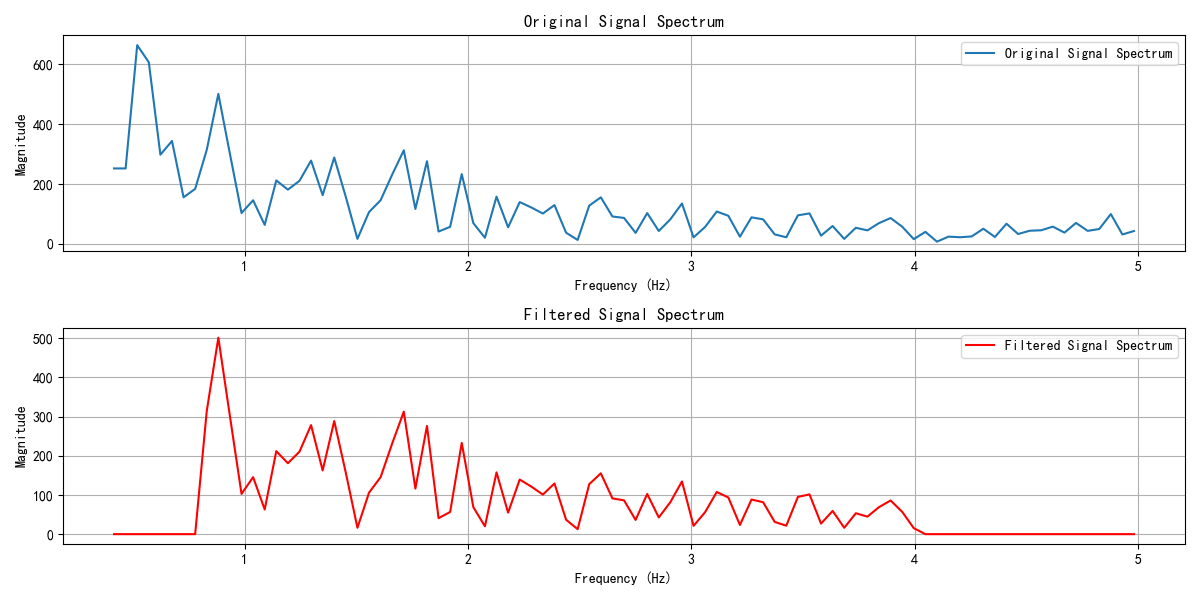 Original Signal Spectrum
Original Signal Spectrum
600
400
200
0
Magnitude
1 2 3 4 5
Frequency (Hz)
Filtered Signal Spectrum
Filtered Signal Spectrum
500
400
300
200
100
0
Magnitude
1 2 3 4 5
Frequency (Hz)